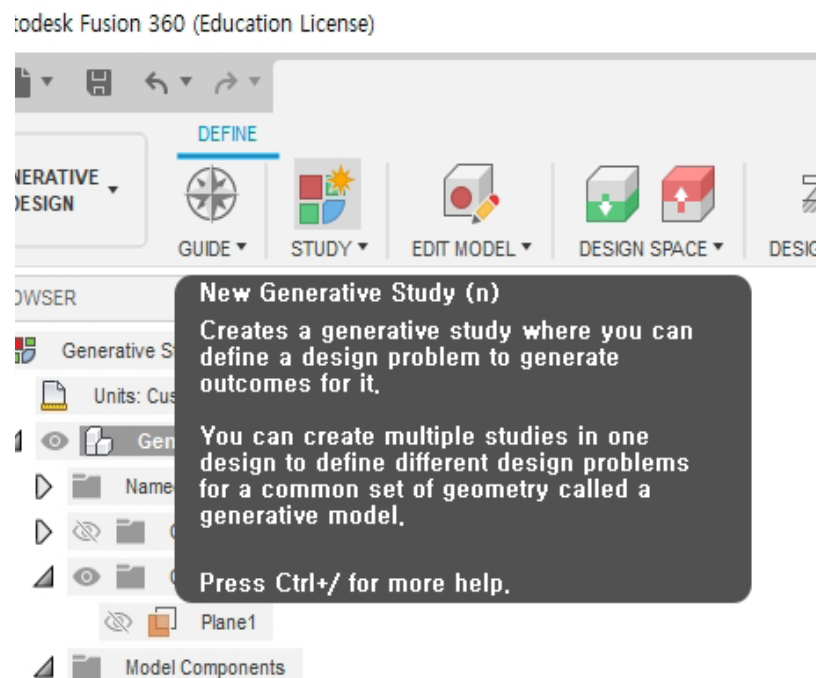 todesk Fusion 360 (Education License)
DEFINE
NERATIVE
DESIGN
GUIDE
STUDY
EDIT MODEL
DESIGN SPACE
DESIG
OWSER
New Generative Study (n)
Creates a generative study where you can
define a design problem to generate
outcomes for it.
You can create multiple studies in one
design to define different design problems
for a common set of geometry called a
generative model.
Press Ctrl+/ for more help.
Generative S
Units: Cus
Gen
Name
Plane1
Model Components